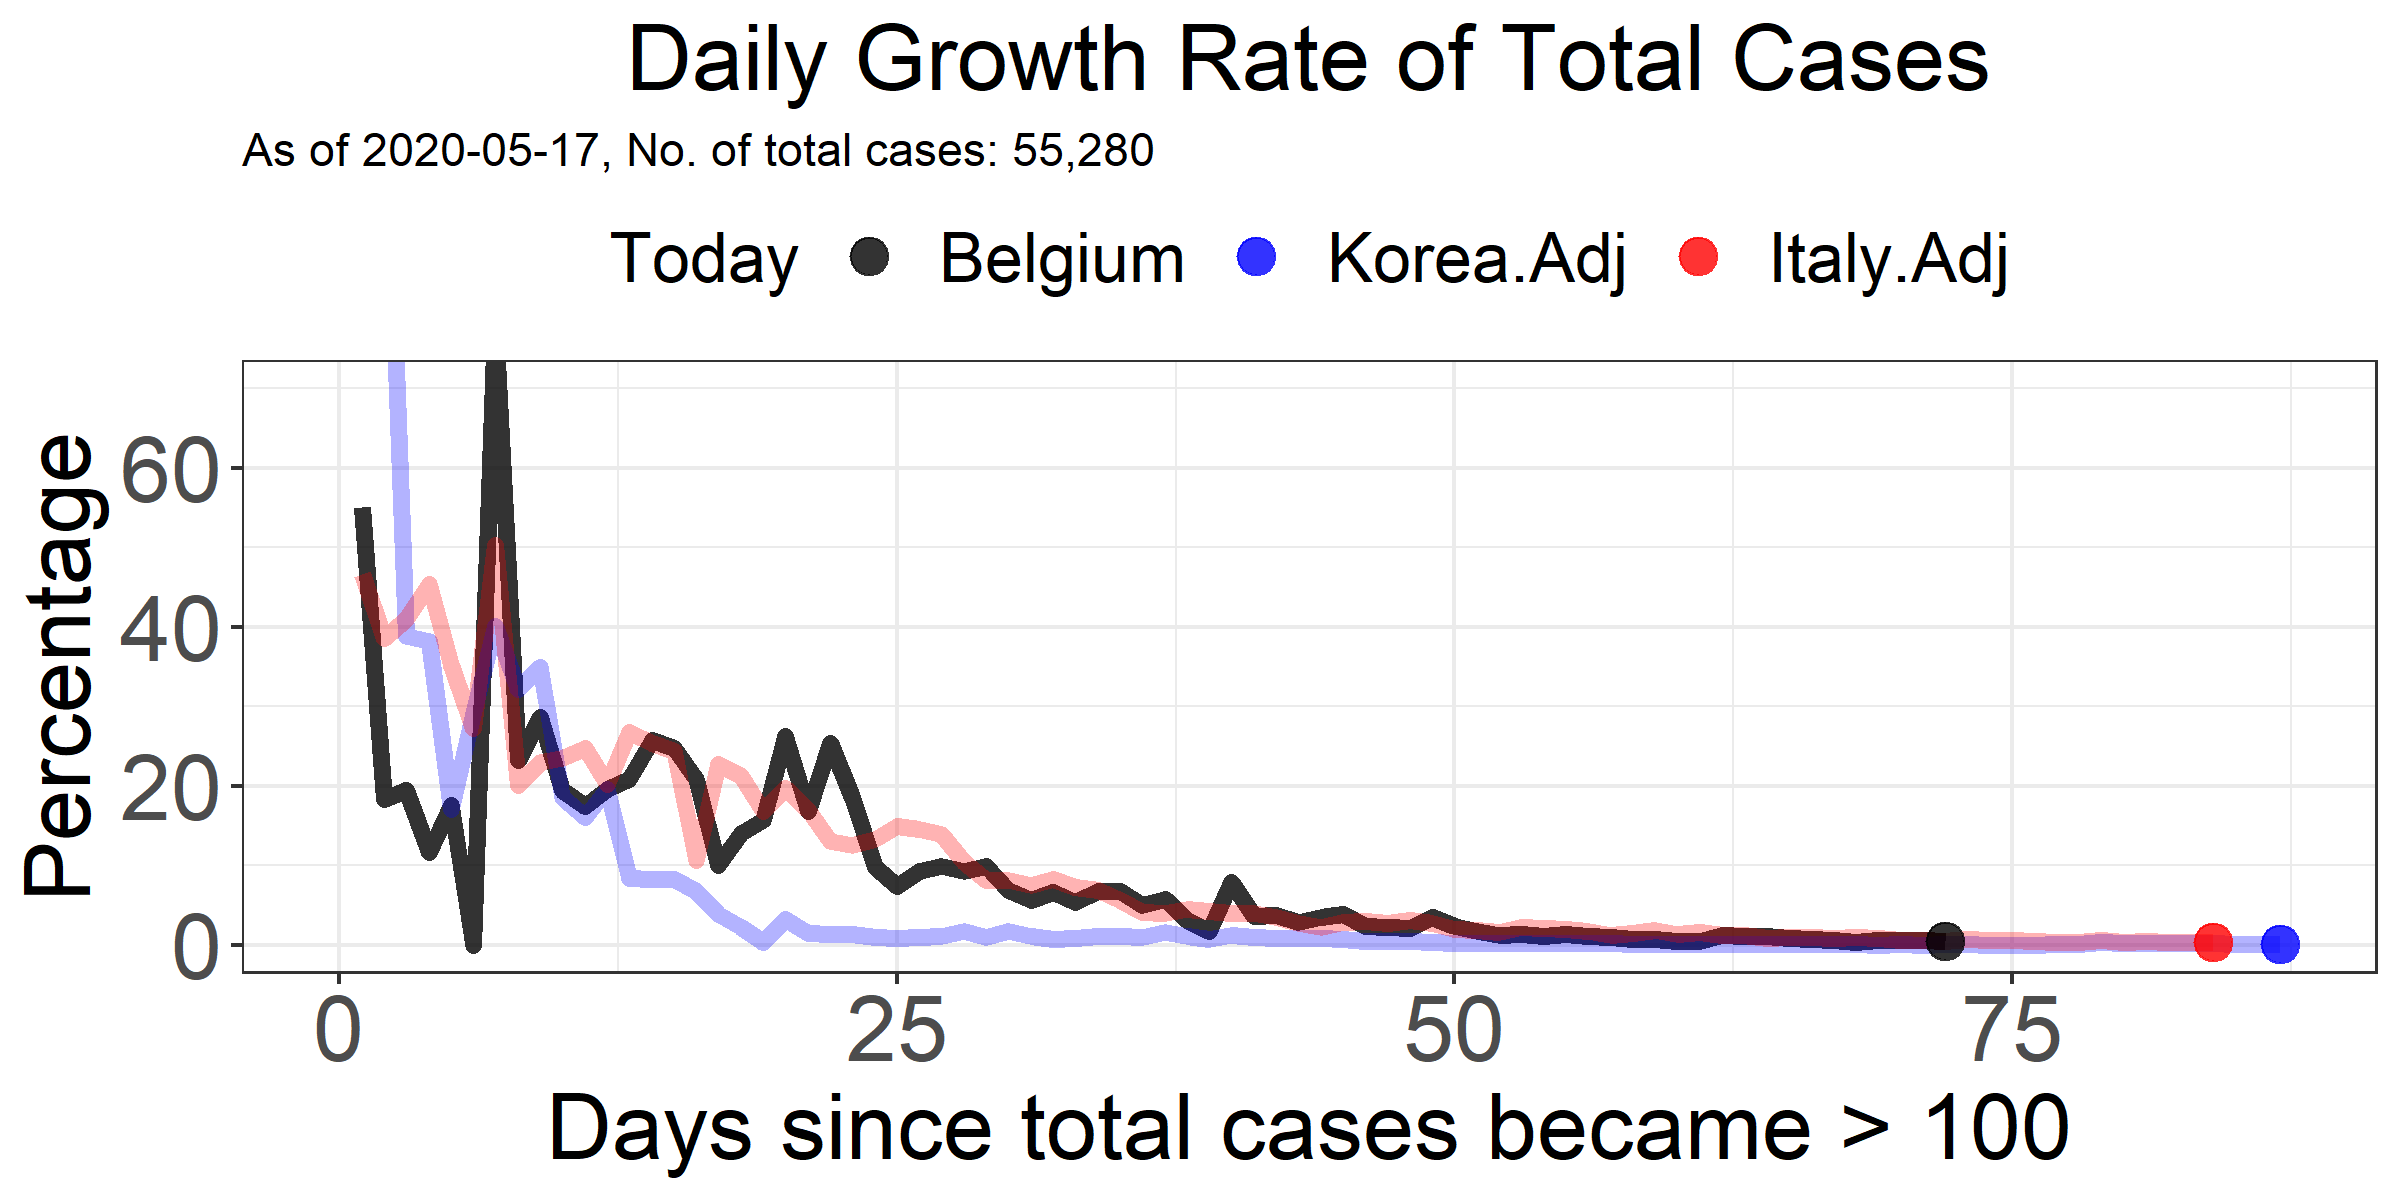 Daily Growth Rate of Total Cases
As of 2020-05-17, No. of total cases: 55,280
Today Belgium Korea.Adj Italy.Adj
Percentage
60
40
20
0
0 25 50 75
Days since total cases became > 100